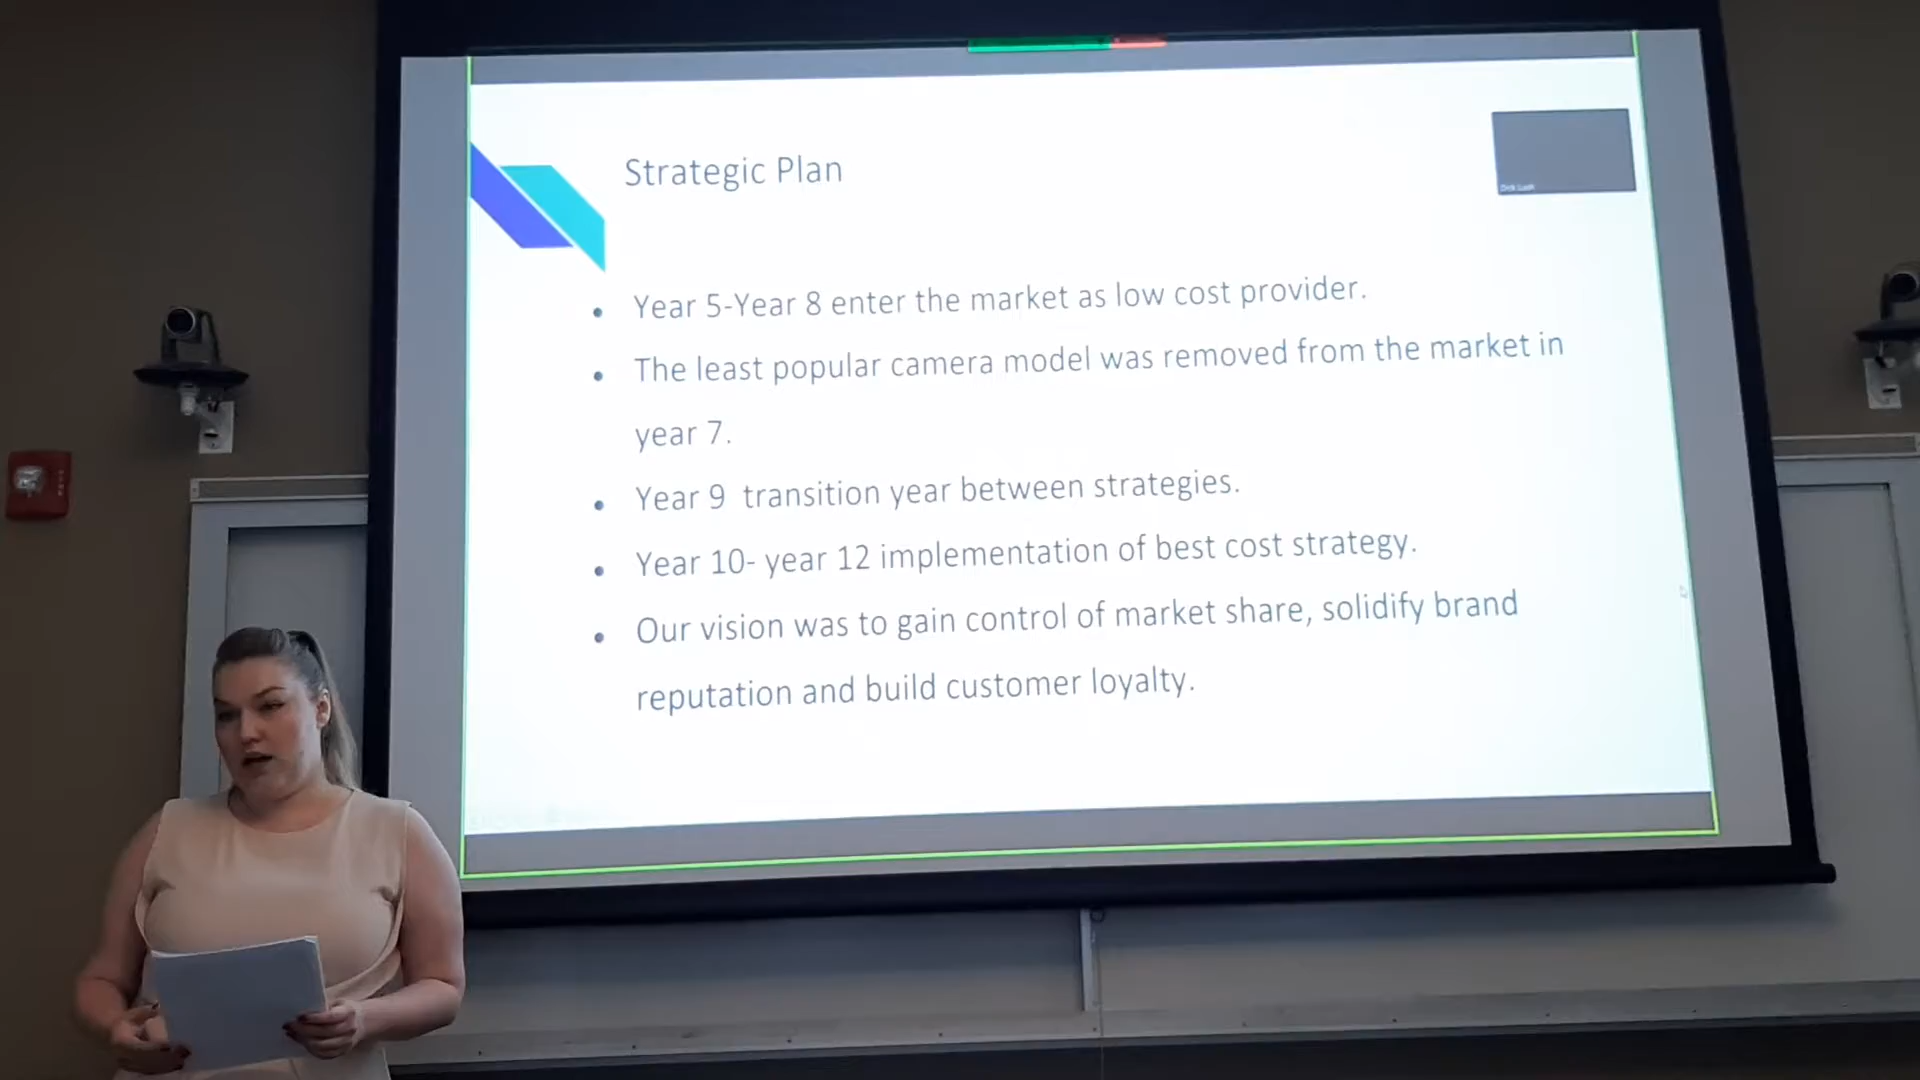 Strategic Plan
Year 5-Year 8 enter the market as low cost provider.
The least popular camera model was removed from the market in
year 7.
Year 9 transition year between strategies.
Year 10- year 12 implementation of best cost strategy.
Our vision was to gain control of market share, solidify brand
reputation and build customer loyalty.